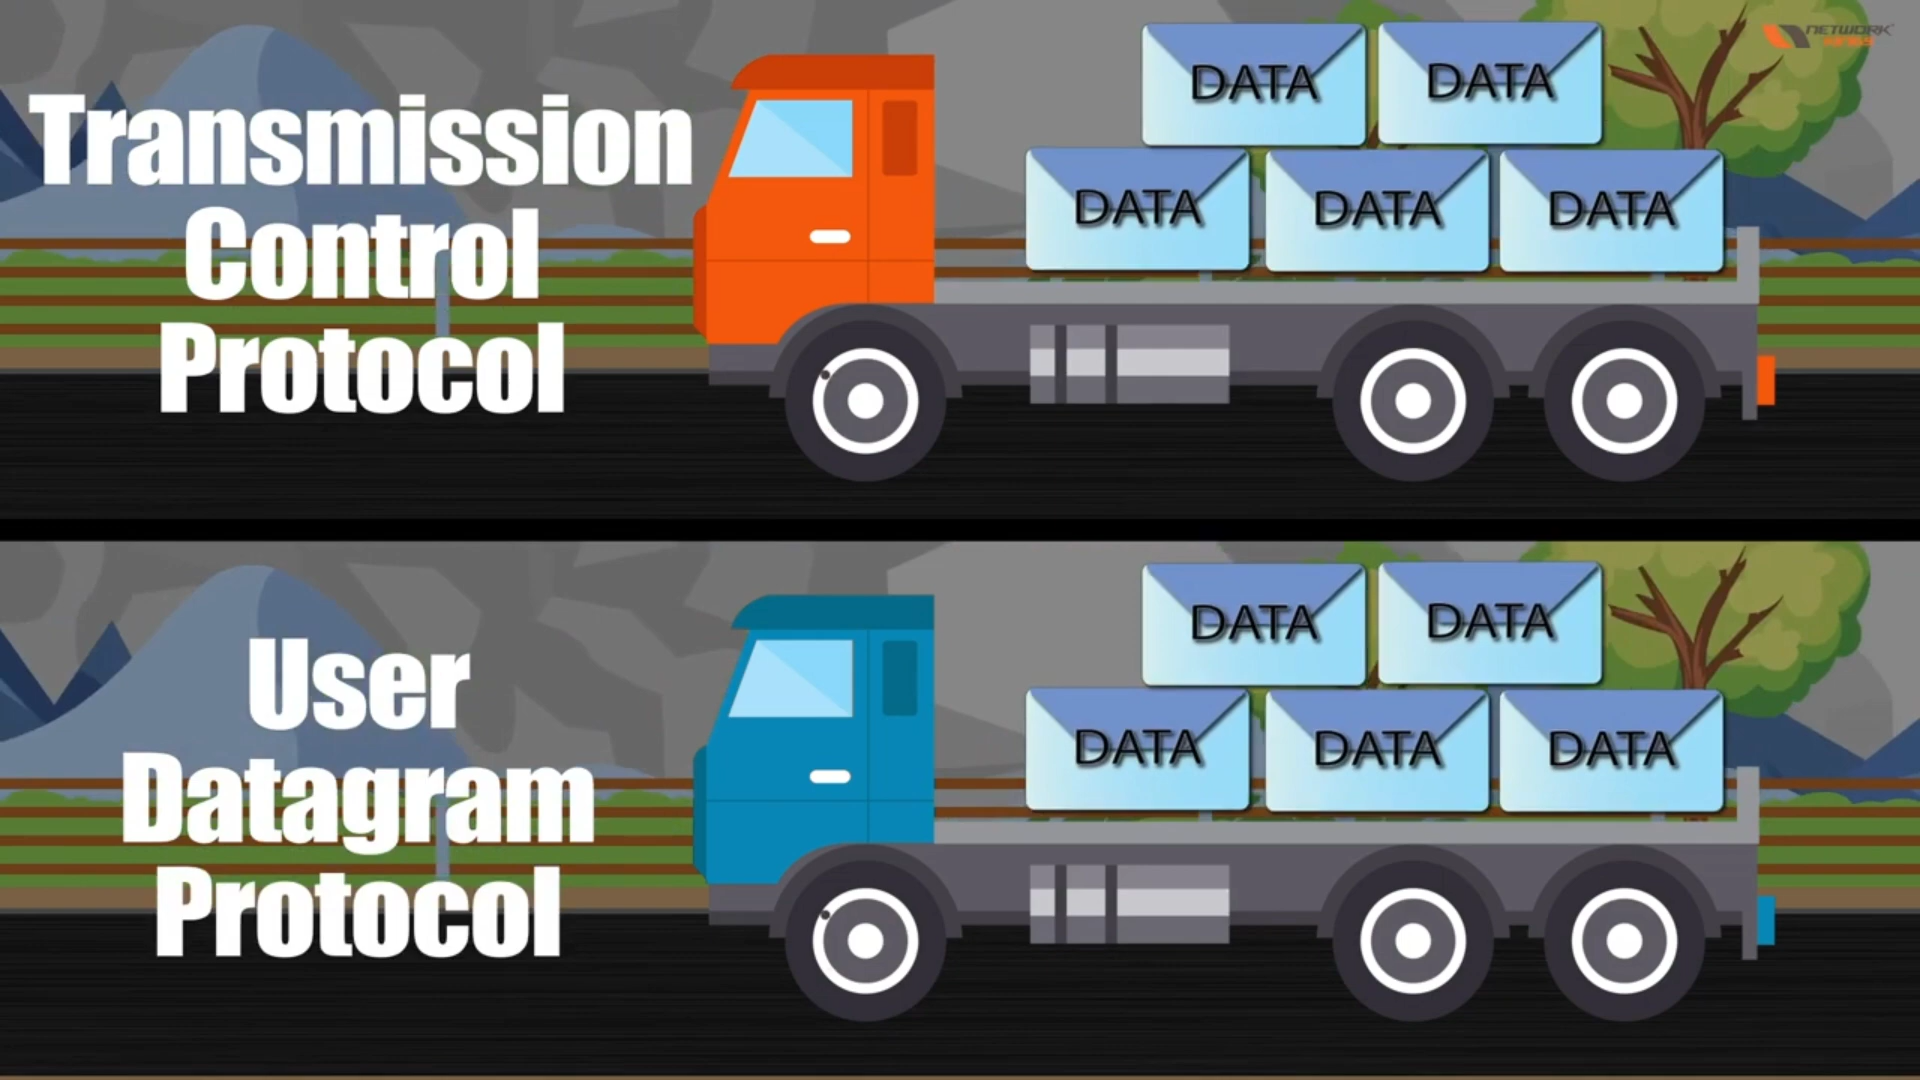 NETWORK
Transmission
Control
Protocol
DATA DATA
DATA DATA DATA
User
Datagram
Protocol
DATA DATA
DATA DATA DATA